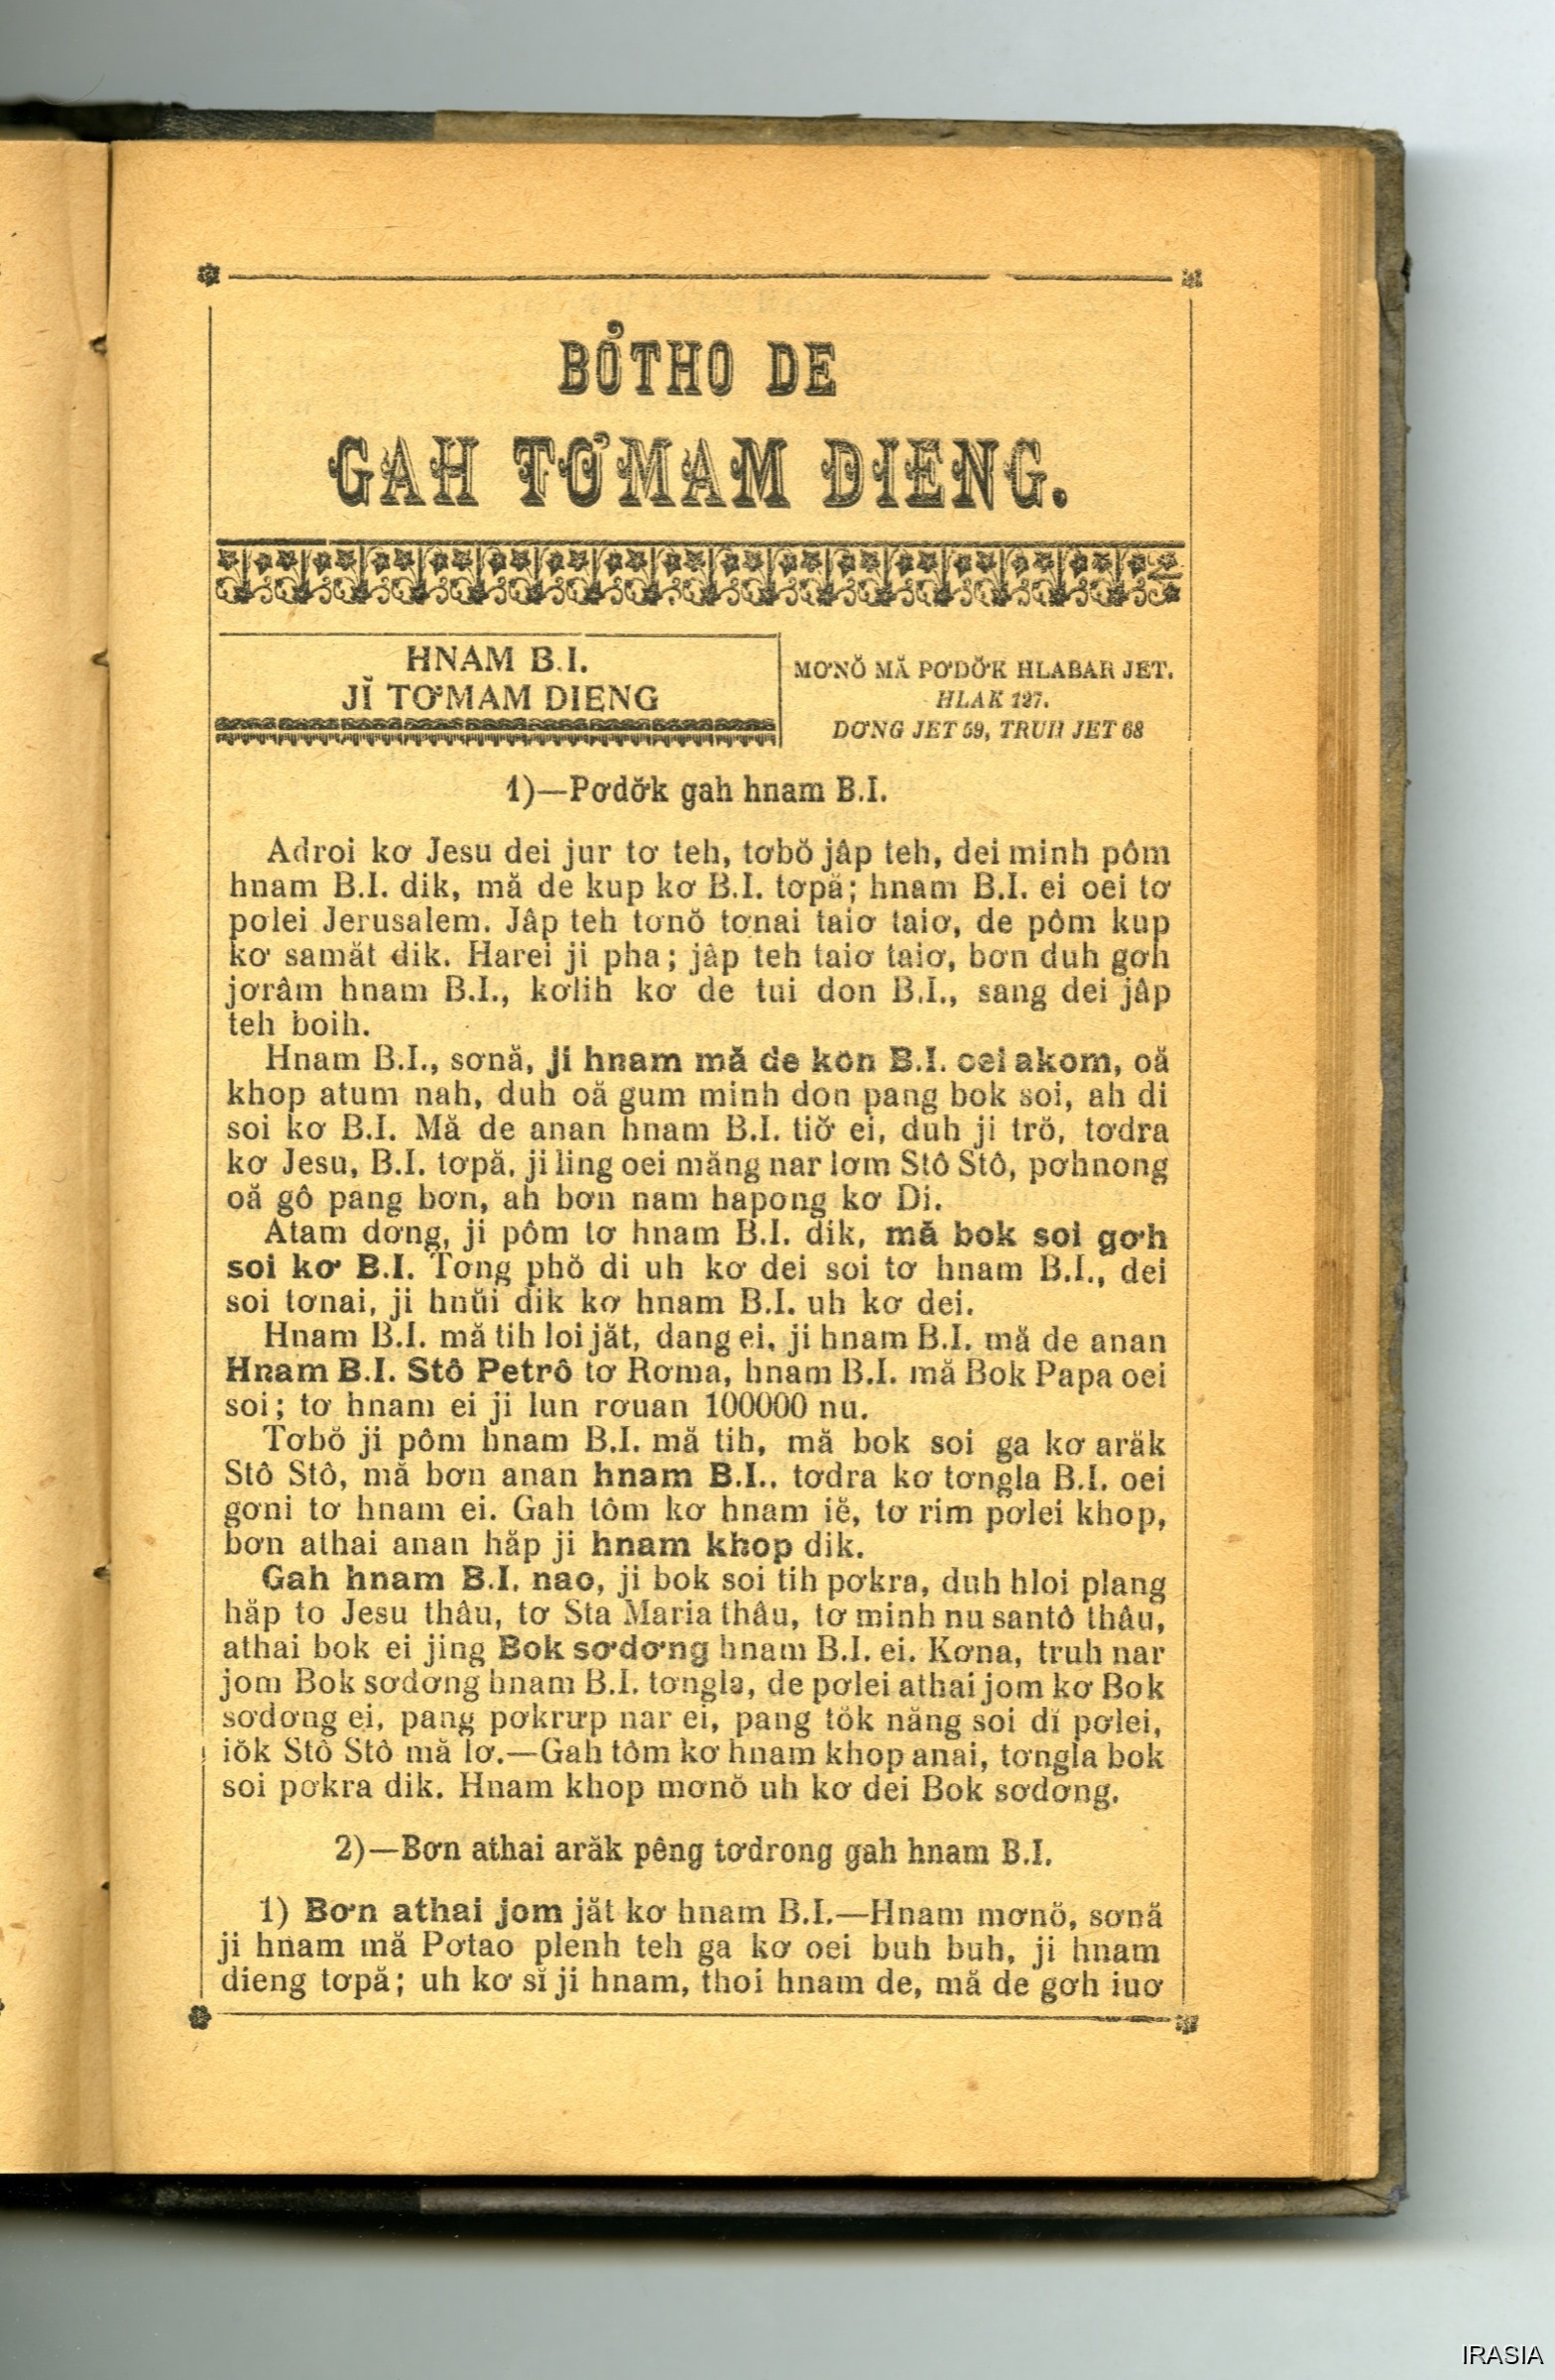 BƠ̆THO DE
GAH TƠMAM DIENG.
HNAM B.I.
JĬ TƠMAM DIENG
MƠNŎ MĂ PƠDƠ̆K HLABAR JET.
HLAK 127.
DƠNG JET 59, TRUH JET 68
1)—Pơdơ̆k gah hnam B.I.
Adroi kơ Jesu dei jur tơ teh, tơbŏ jâp teh, dei minh pôm
hnam B.I. dik, mă de kup kơ B.I. tơpă; hnam B.I. ei oei tơ
pơlei Jerusalem. Jâp teh tơnŏ tơnai taiơ taiơ, de pôm kup
kơ samăt dik. Harei ji pha; jâp teh taiơ taiơ, bơn duh gơh
jơrâm hnam B.I., kơlih kơ de tui don B.I., sang dei jâp
teh boih.
Hnam B.I., sơnă, ji hnam mă de kon B.I. oei akom, oă
khop atum nah, duh oă gum minh don pang bok soi, ah di
soi kơ B.I. Mă de anan hnam B.I. tiơ̆ ei, duh ji trŏ, tơdra
kơ Jesu, B.I. tơpă, ji ling oei măng nar lơm Stô Stô, pơhnong
oă gô pang bơn, ah bơn nam hapong kơ Di.
Atam dơng, ji pôm tơ hnam B.I. dik, mă bok soi gơh
soi kơ B.I. Tơng phŏ di uh kơ dei soi tơ hnam B.I., dei
soi tơnai, ji hnŭi dik kơ hnam B.I. uh kơ dei.
Hnam B.I. mă tih loi jăt, dang ei, ji hnam B.I. mă de anan
Hnam B.I. Stô Petrô tơ Rơma, hnam B.I. mă Bok Papa oei
soi; tơ hnam ei ji lun rơuan 100000 nu.
Tơbŏ ji pôm hnam B.I. mă tih, mă bok soi ga kơ arăk
Stô Stô, mă bơn anan hnam B.I., tơdra kơ tơngla B.I. oei
gơni tơ hnam ei. Gah tôm kơ hnam iĕ, tơ rim pơlei khop,
bơn athai anan hăp ji hnam khop dik.
Gah hnam B.I. nao, ji bok soi tih pơkra, duh hloi plang
hăp to Jesu thâu, tơ Sta Maria thâu, tơ minh nu santô thâu,
athai bok ei jing Bok sơdơng hnam B.I. ei. Kơna, truh nar
jom Bok sơdơng hnam B.I. tơngla, de pơlei athai jom kơ Bok
sơdơng ei, pang pơkrưp nar ei, pang tŏk năng soi dĭ pơlei,
iŏk Stô Stô mă lơ.—Gah tôm kơ hnam khop anai, tơngla bok
soi pơkra dik. Hnam khop mơnŏ uh kơ dei Bok sơdơng.
2)—Bơn athai arăk pêng tơdrong gah hnam B.I.
1) Bơn athai jom jăt kơ hnam B.I.—Hnam mơnŏ, sơnă
ji hnam mă Pơtao plenh teh ga kơ oei buh buh, ji hnam
dieng tơpă; uh kơ sĭ ji hnam, thoi hnam de, mă de gơh iuơ
IRASIA